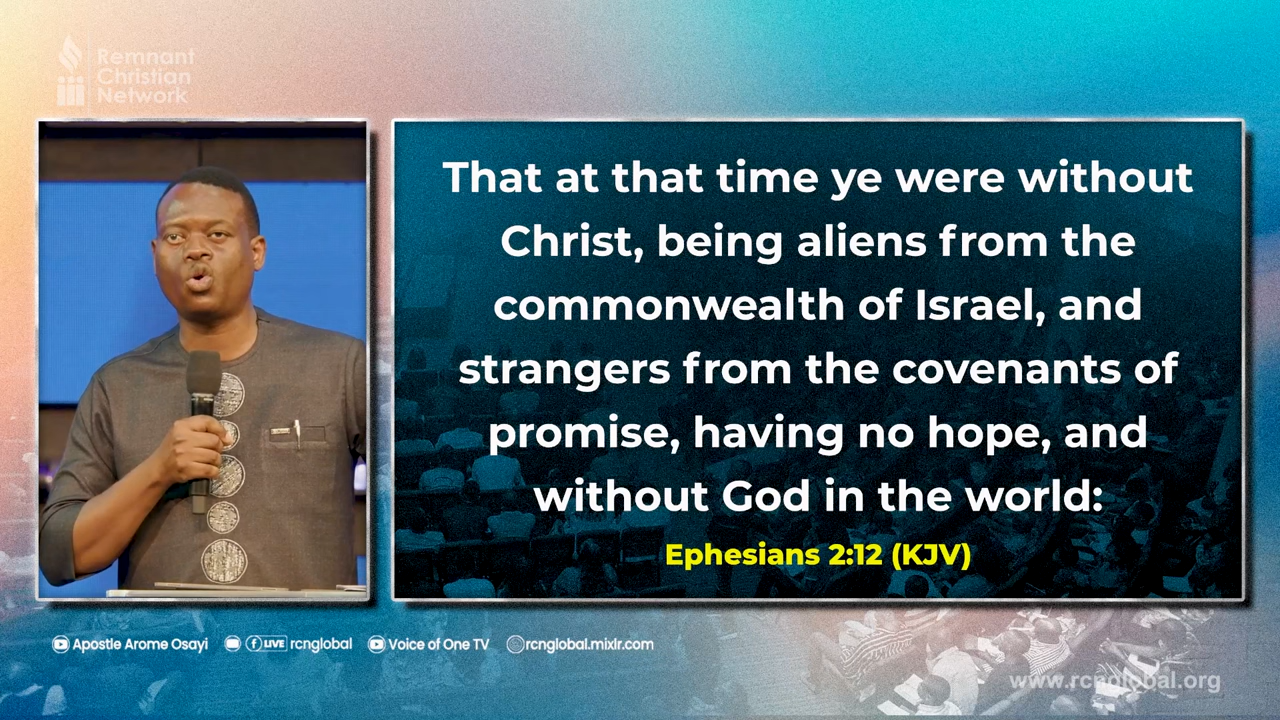 Remnant
Christian
Network
That at that time ye were without
Christ, being aliens from the
commonwealth of Israel, and
strangers from the covenants of
promise, having no hope, and
without God in the world:
Ephesians 2:12 (KJV)
Apostle Arome Osayi LIVE rcnglobal Voice of One TV rcnglobal.mixlr.com
www.rcnglobal.org